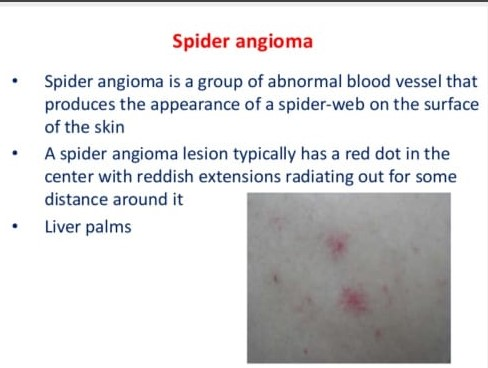 Spider angioma
• Spider angioma is a group of abnormal blood vessel that
produces the appearance of a spider-web on the surface
of the skin
• A spider angioma lesion typically has a red dot in the
center with reddish extensions radiating out for some
distance around it
• Liver palms